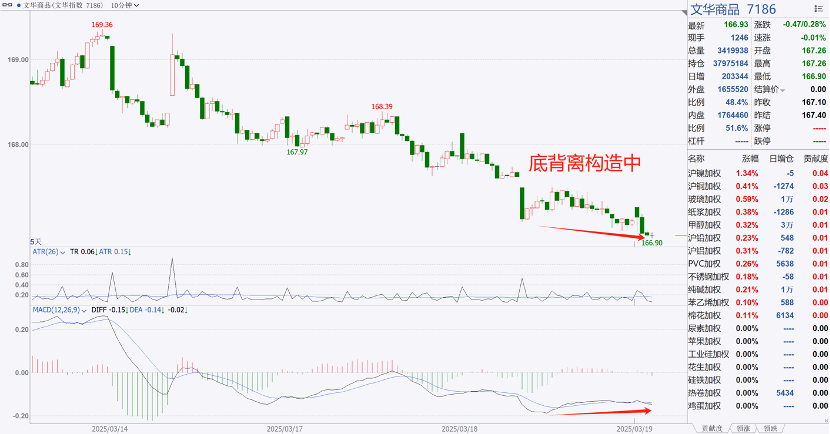 文华商品(文华指数 7186) 10分钟
文华商品 7186
169.36
169.00
168.39
168.00
167.97
底背离构造中
166.90
5天
ATR(26) TR 0.06↓ ATR 0.15↓
0.80
0.60
0.40
0.20
MACD(12,26,9) DIFF -0.15↓ DEA -0.14↓ -0.02↓
0.20
0.00
-0.20
2025/03/14 2025/03/17 2025/03/18 2025/03/19
最新 166.93 涨跌 -0.47/0.28%
现手 1246 速涨 -0.01%
总量 3419938 开盘 167.26
持仓 37975184 最高 167.26
日增 203344 最低 166.90
外盘 1655520 结算价 0.00
比例 48.4% 昨收 167.10
内盘 1764460 昨结 167.40
比例 51.6% 涨停 -----
杠杆 ----- 跌停 -----
名称 涨幅 日增仓 贡献度
沪镍加权 1.34% -5 0.04
沪铜加权 0.41% -1274 0.03
玻璃加权 0.59% 1万 0.02
纸浆加权 0.38% -1286 0.01
甲醇加权 0.32% 3万 0.01
沪铅加权 0.23% 548 0.01
沪铝加权 0.31% -782 0.01
PVC加权 0.26% 5638 0.01
不锈钢加权 0.18% -58 0.01
纯碱加权 0.21% 1万 0.01
苯乙烯加权 0.10% 588 0.00
棉花加权 0.11% 6134 0.00
尿素加权 0.00% ---- 0.00
苹果加权 0.00% ---- 0.00
工业硅加权 0.00% ---- 0.00
花生加权 0.00% ---- 0.00
硅铁加权 0.00% ---- 0.00
热卷加权 0.00% 5434 0.00
鸡蛋加权 0.00% ---- 0.00
贡献度 领涨 领跌